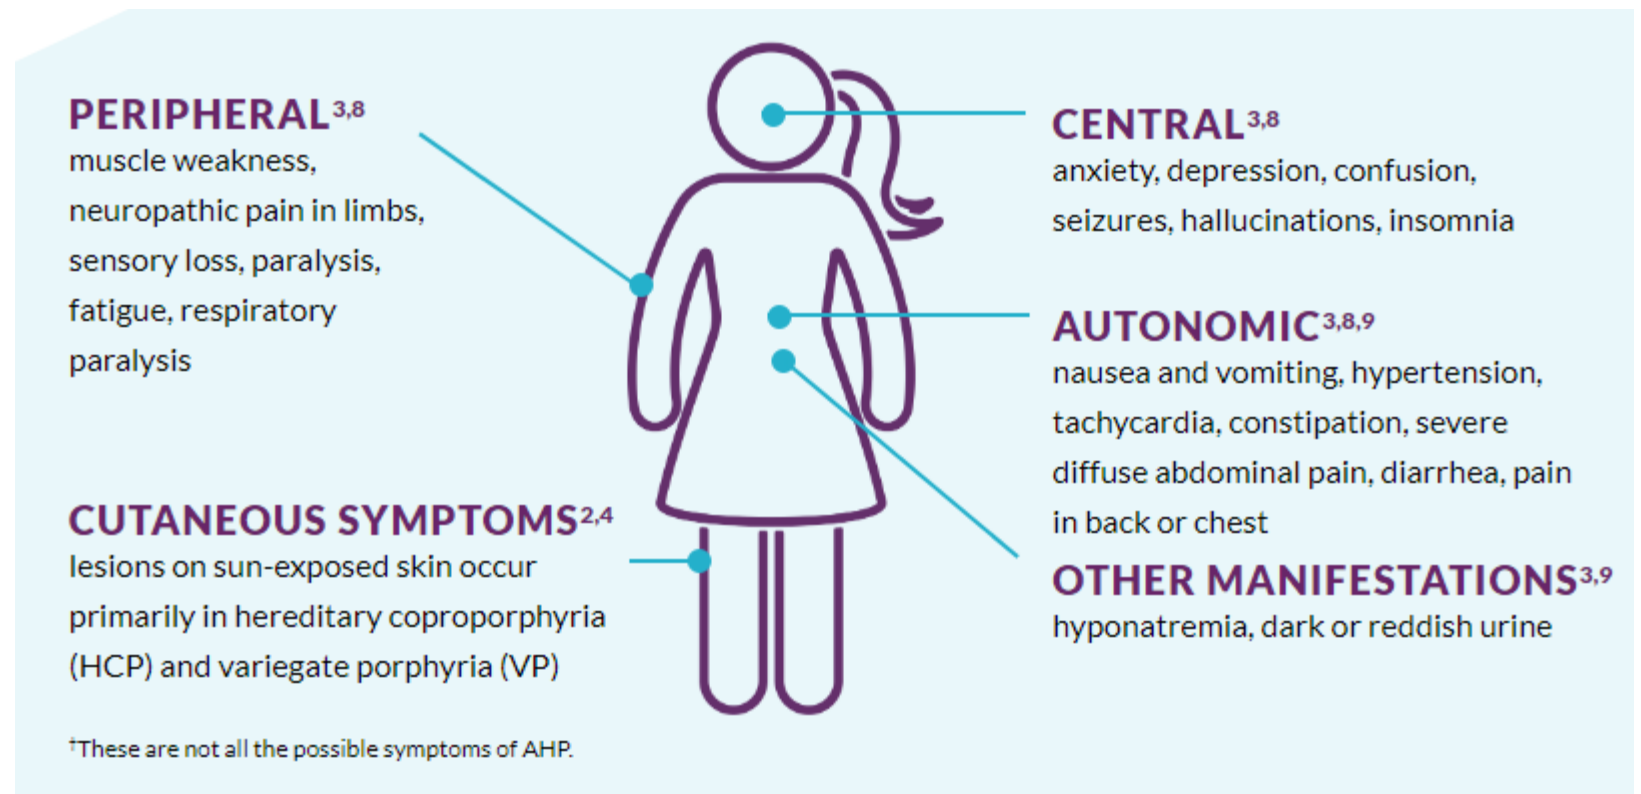 PERIPHERAL3,8
muscle weakness,
neuropathic pain in limbs,
sensory loss, paralysis,
fatigue, respiratory
paralysis
CUTANEOUS SYMPTOMS2,4
lesions on sun-exposed skin occur
primarily in hereditary coproporphyria
(HCP) and variegate porphyria (VP)
†These are not all the possible symptoms of AHP.
CENTRAL3,8
anxiety, depression, confusion,
seizures, hallucinations, insomnia
AUTONOMIC3,8,9
nausea and vomiting, hypertension,
tachycardia, constipation, severe
diffuse abdominal pain, diarrhea, pain
in back or chest
OTHER MANIFESTATIONS3,9
hyponatremia, dark or reddish urine